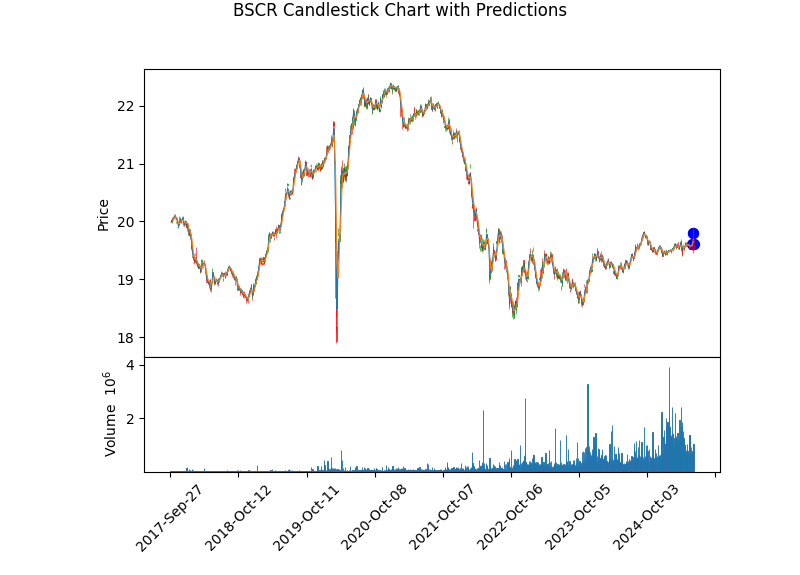 BSCR Candlestick Chart with Predictions
22
21
20
19
18
Price
4
2
Volume 10^6
2017-Sep-27
2018-Oct-12
2019-Oct-11
2020-Oct-08
2021-Oct-07
2022-Oct-06
2023-Oct-05
2024-Oct-03